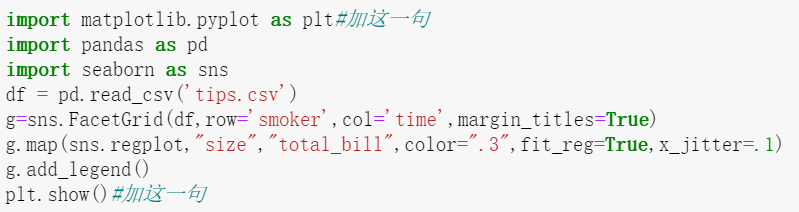 import matplotlib.pyplot as plt#加这一句
import pandas as pd
import seaborn as sns
df = pd.read_csv('tips.csv')
g=sns.FacetGrid(df,row='smoker',col='time',margin_titles=True)
g.map(sns.regplot,"size","total_bill",color=".3",fit_reg=True,x_jitter=.1)
g.add_legend()
plt.show()#加这一句